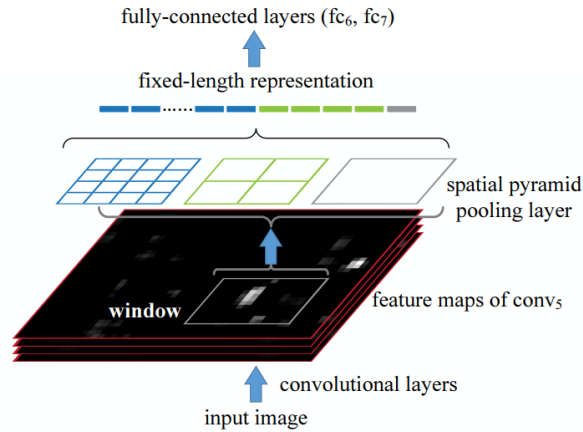 fully-connected layers (fc6, fc7)
fixed-length representation
......
spatial pyramid
pooling layer
window
feature maps of conv5
convolutional layers
input image